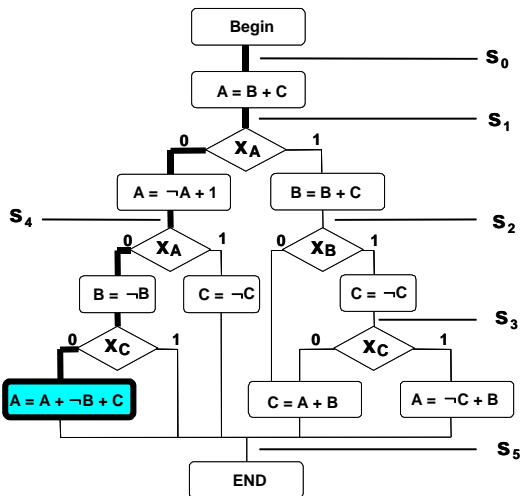 Begin
S0
A = B + C
S1
0 XA 1
A = ¬A + 1
B = B + C
S4
S2
0 XA 1
0 XB 1
B = ¬B
C = ¬C
C = ¬C
S3
0 XC 1
0 XC 1
A = A + ¬B + C
C = A + B
A = ¬C + B
S5
END